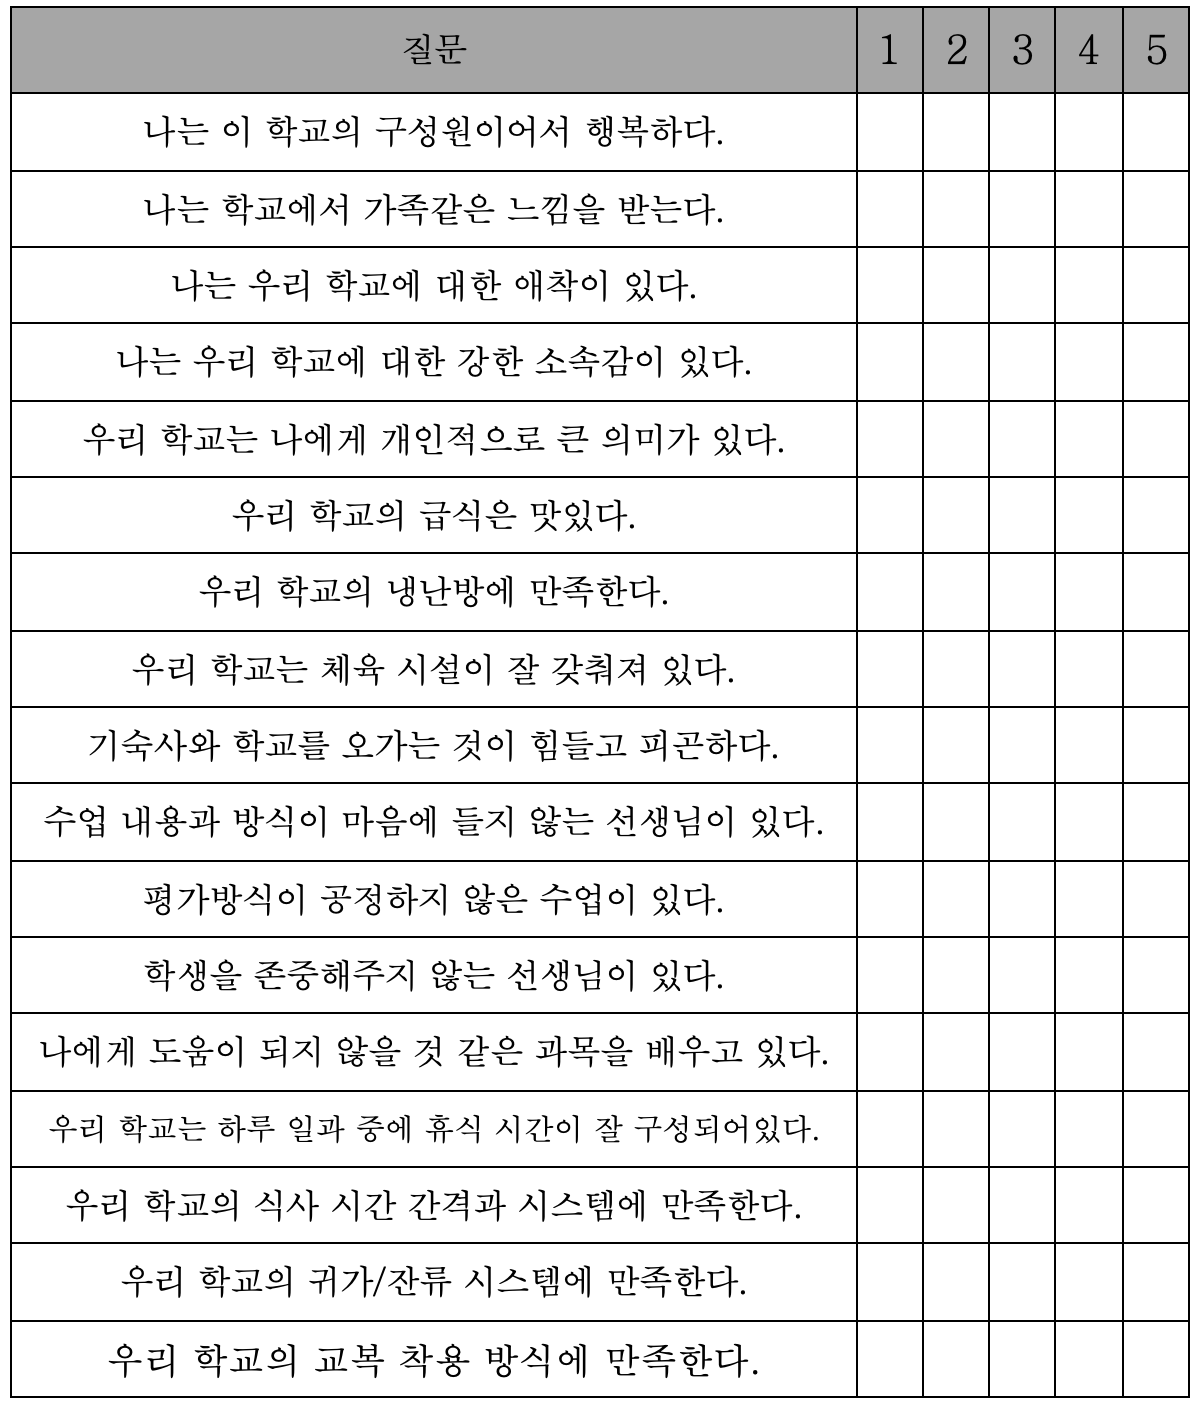 질문 1 2 3 4 5
나는 이 학교의 구성원이어서 행복하다.
나는 학교에서 가족같은 느낌을 받는다.
나는 우리 학교에 대한 애착이 있다.
나는 우리 학교에 대한 강한 소속감이 있다.
우리 학교는 나에게 개인적으로 큰 의미가 있다.
우리 학교의 급식은 맛있다.
우리 학교의 냉난방에 만족한다.
우리 학교는 체육 시설이 잘 갖춰져 있다.
기숙사와 학교를 오가는 것이 힘들고 피곤하다.
수업 내용과 방식이 마음에 들지 않는 선생님이 있다.
평가방식이 공정하지 않은 수업이 있다.
학생을 존중해주지 않는 선생님이 있다.
나에게 도움이 되지 않을 것 같은 과목을 배우고 있다.
우리 학교는 하루 일과 중에 휴식 시간이 잘 구성되어있다.
우리 학교의 식사 시간 간격과 시스템에 만족한다.
우리 학교의 귀가/잔류 시스템에 만족한다.
우리 학교의 교복 착용 방식에 만족한다.